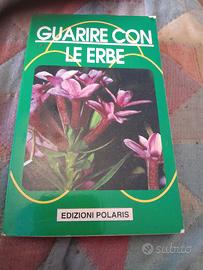 GUARIRE CON
LE ERBE
EDIZIONI POLARIS
subito